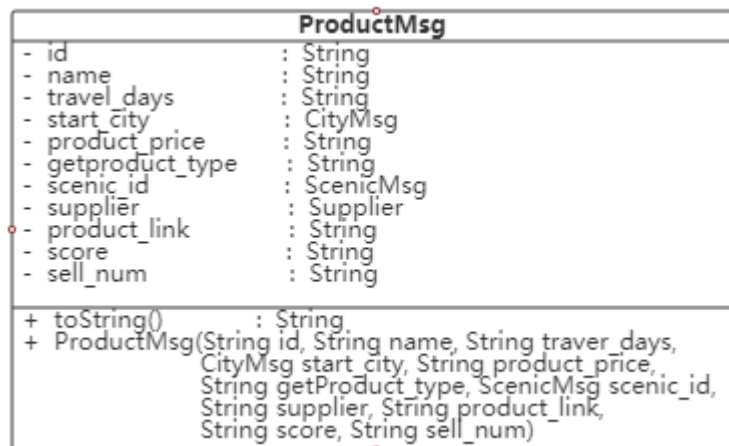 ProductMsg
- id : String
- name : String
- travel_days : String
- start_city : CityMsg
- product_price : String
- getproduct_type : String
- scenic_id : ScenicMsg
- supplier : Supplier
- product_link : String
- score : String
- sell_num : String
+ toString() : String
+ ProductMsg(String id, String name, String traver_days,
CityMsg start_city, String product_price,
String getProduct_type, ScenicMsg scenic_id,
String supplier, String product_link,
String score, String sell_num)